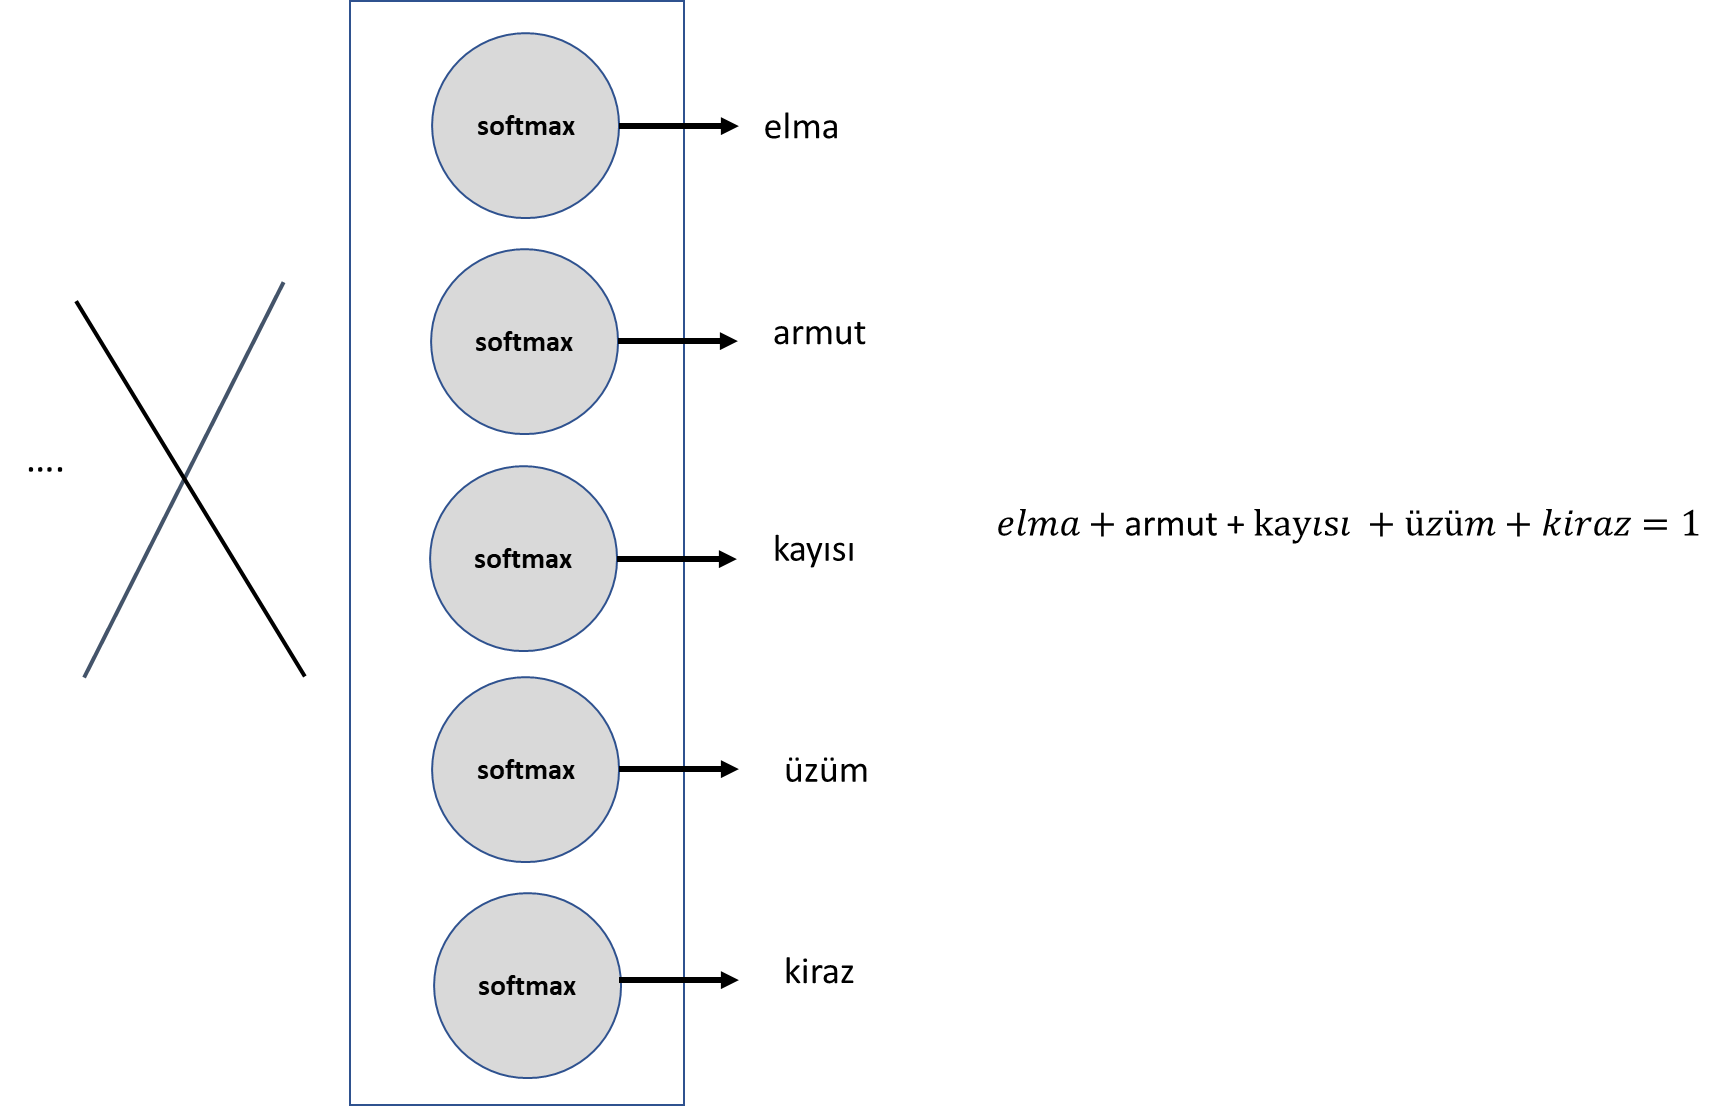 softmax
elma
softmax
armut
....
softmax
kayısı
elma + armut + kayısı + üzüm + kiraz = 1
softmax
üzüm
softmax
kiraz